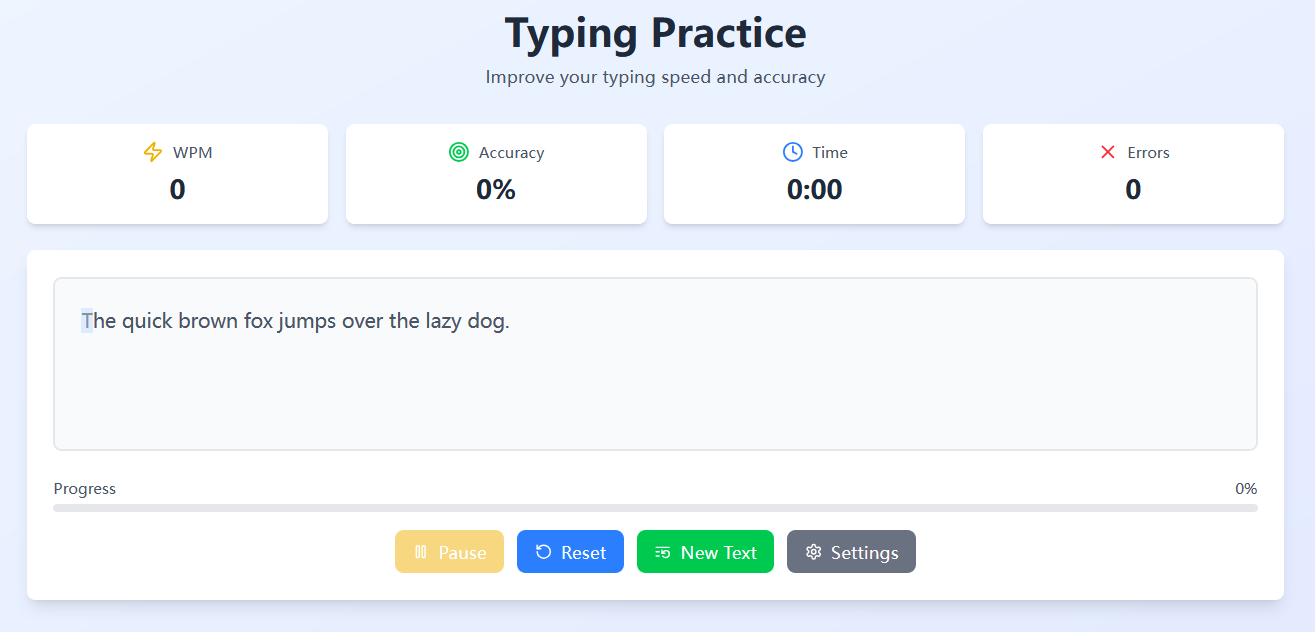 Typing Practice
Improve your typing speed and accuracy
WPM
0
Accuracy
0%
Time
0:00
Errors
0
The quick brown fox jumps over the lazy dog.
Progress
0%
Pause
Reset
New Text
Settings